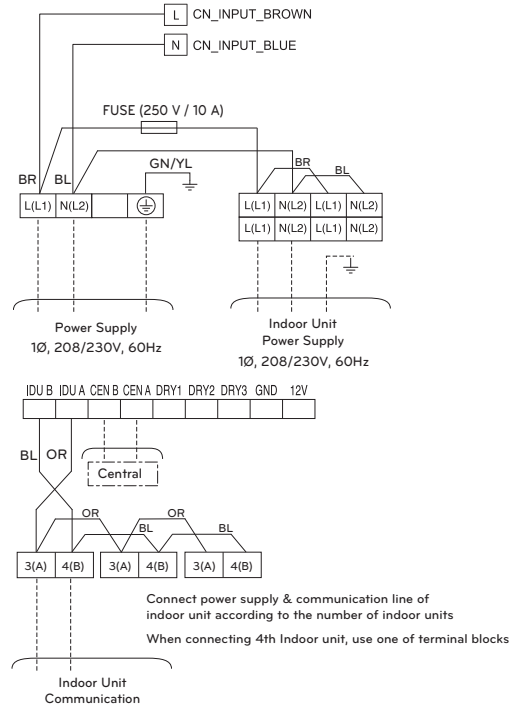 L CN_INPUT_BROWN
N CN_INPUT_BLUE
FUSE (250 V / 10 A)
GN/YL
BR BL
BR
BL
L(L1) N(L2)
L(L1) N(L2) L(L1) N(L2)
L(L1) N(L2) L(L1) N(L2)
Power Supply
1Ø, 208/230V, 60Hz
Indoor Unit
Power Supply
1Ø, 208/230V, 60Hz
IDU B IDU A CEN B CEN A DRY1 DRY2 DRY3 GND 12V
BL OR
Central
OR
BL
OR
BL
3(A) 4(B) 3(A) 4(B) 3(A) 4(B)
Connect power supply & communication line of
indoor unit according to the number of indoor units
When connecting 4th Indoor unit, use one of terminal blocks
Indoor Unit
Communication